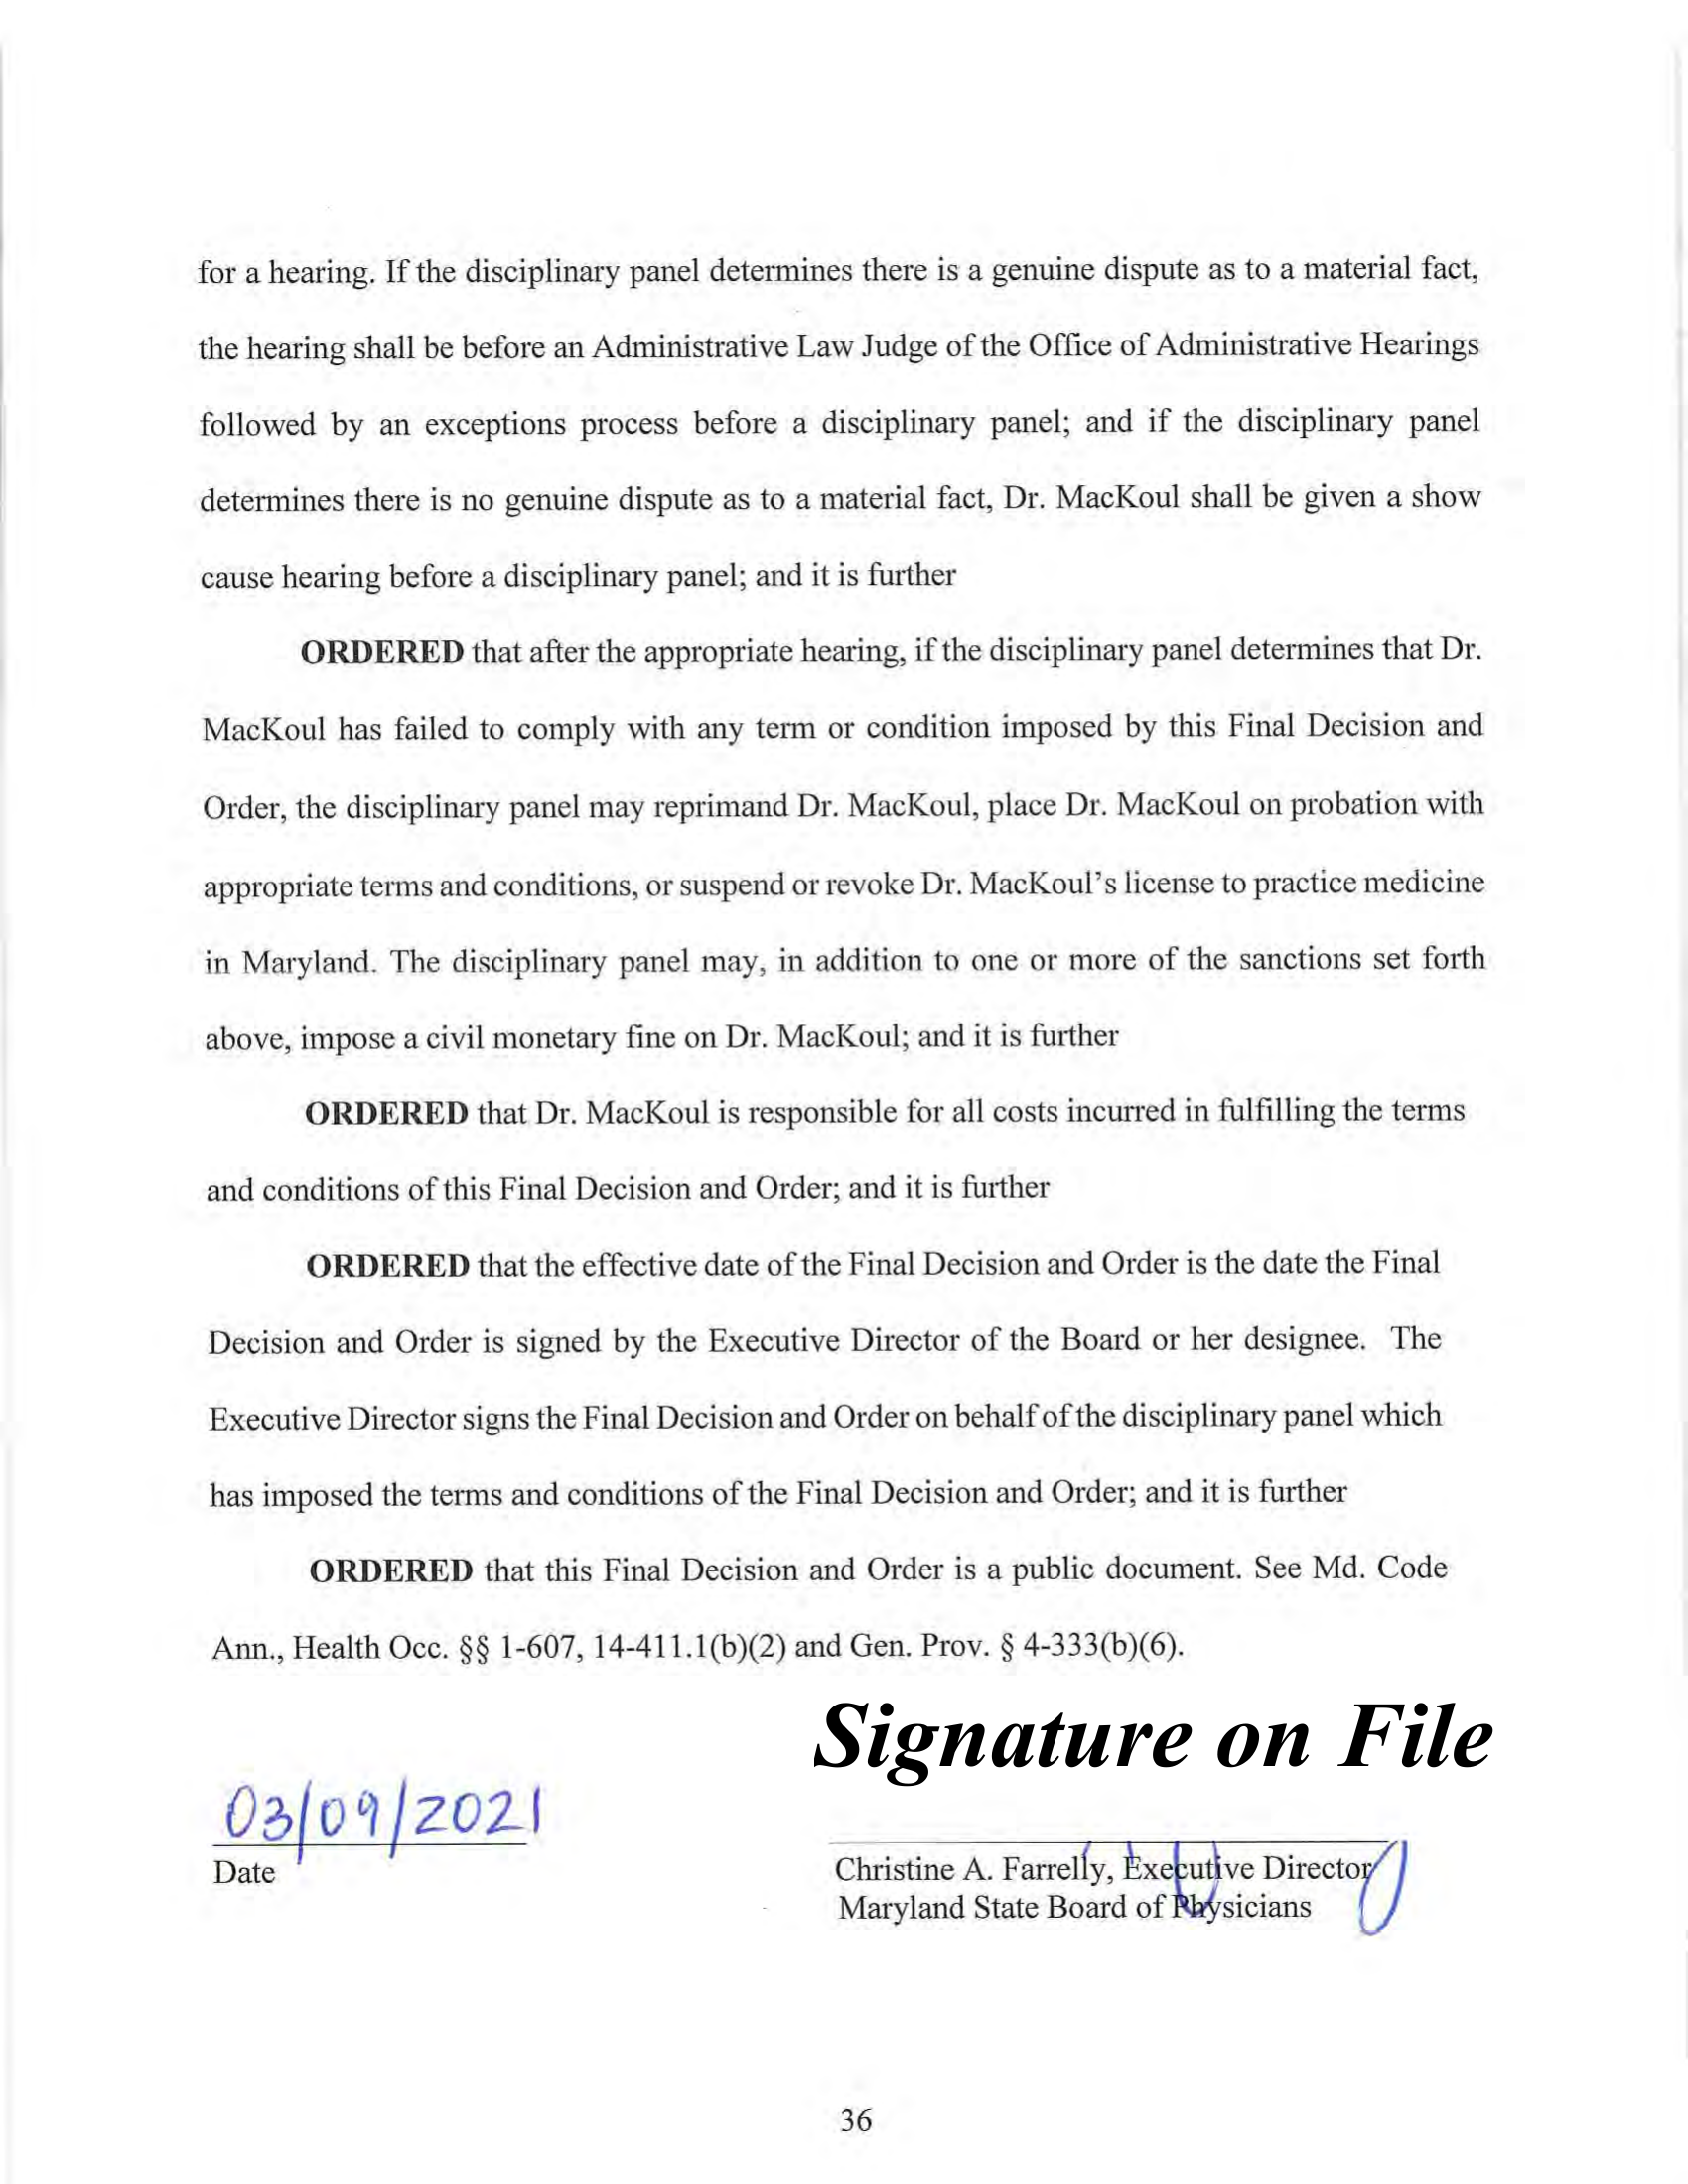 for a hearing. If the disciplinary panel determines there is a genuine dispute as to a material fact,
the hearing shall be before an Administrative Law Judge of the Office of Administrative Hearings
followed by an exceptions process before a disciplinary panel; and if the disciplinary panel
determines there is no genuine dispute as to a material fact, Dr. MacKoul shall be given a show
cause hearing before a disciplinary panel; and it is further
ORDERED that after the appropriate hearing, if the disciplinary panel determines that Dr.
MacKoul has failed to comply with any term or condition imposed by this Final Decision and
Order, the disciplinary panel may reprimand Dr. MacKoul, place Dr. MacKoul on probation with
appropriate terms and conditions, or suspend or revoke Dr. MacKoul's license to practice medicine
in Maryland. The disciplinary panel may, in addition to one or more of the sanctions set forth
above, impose a civil monetary fine on Dr. MacKoul; and it is further
ORDERED that Dr. MacKoul is responsible for all costs incurred in fulfilling the terms
and conditions of this Final Decision and Order; and it is further
ORDERED that the effective date of the Final Decision and Order is the date the Final
Decision and Order is signed by the Executive Director of the Board or her designee. The
Executive Director signs the Final Decision and Order on behalf of the disciplinary panel which
has imposed the terms and conditions of the Final Decision and Order; and it is further
ORDERED that this Final Decision and Order is a public document. See Md. Code
Ann., Health Occ. §§ 1-607, 14-411.1(b)(2) and Gen. Prov. § 4-333(b)(6).
Signature on File
03/09/2021
Date
Christine A. Farrelly, Executive Director
Maryland State Board of Physicians
36